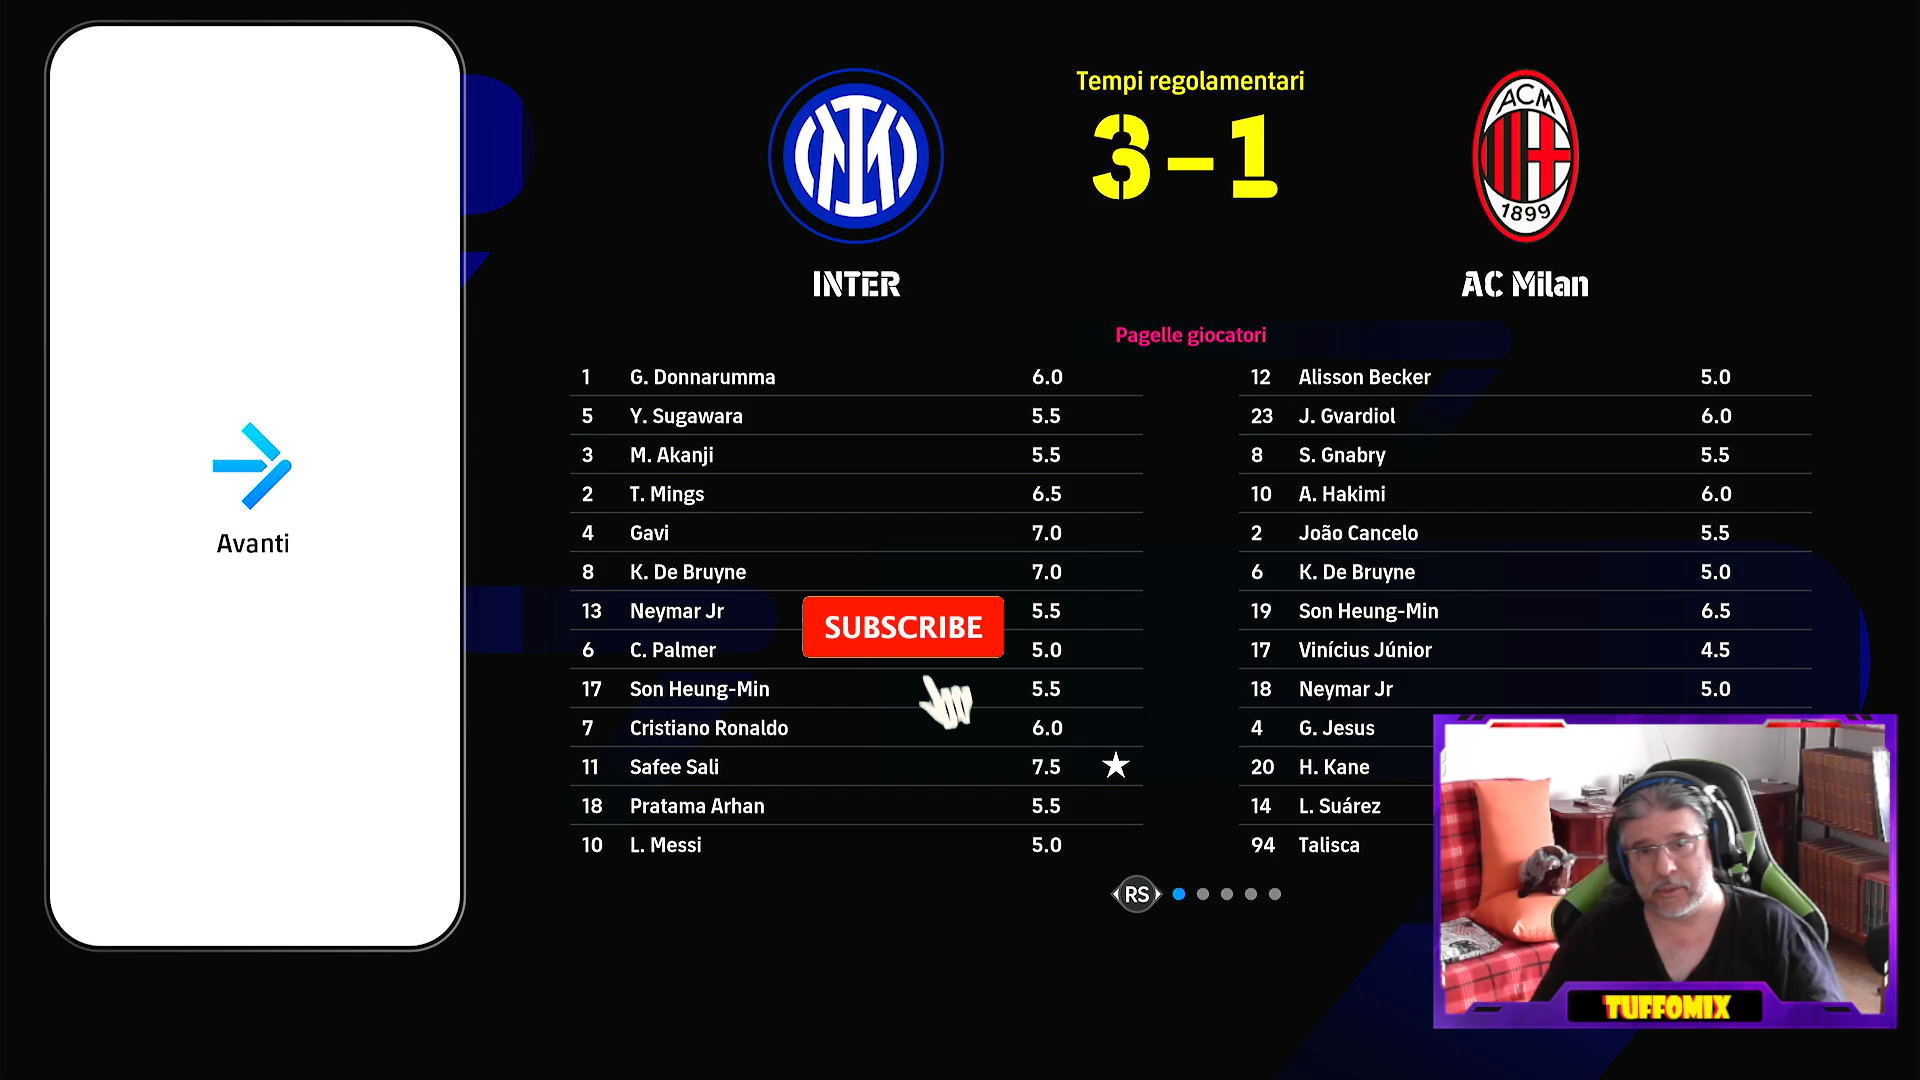 Avanti
Tempi regolamentari
3-1
ACM
1899
INTER
AC Milan
Pagelle giocatori
1 G. Donnarumma 6.0
5 Y. Sugawara 5.5
3 M. Akanji 5.5
2 T. Mings 6.5
4 Gavi 7.0
8 K. De Bruyne 7.0
13 Neymar Jr 5.5
6 C. Palmer 5.0
17 Son Heung-Min 5.5
7 Cristiano Ronaldo 6.0
11 Safee Sali 7.5
18 Pratama Arhan 5.5
10 L. Messi 5.0
SUBSCRIBE
12 Alisson Becker 5.0
23 J. Gvardiol 6.0
8 S. Gnabry 5.5
10 A. Hakimi 6.0
2 João Cancelo 5.5
6 K. De Bruyne 5.0
19 Son Heung-Min 6.5
17 Vinícius Júnior 4.5
18 Neymar Jr 5.0
4 G. Jesus
20 H. Kane
14 L. Suárez
94 Talisca
RS
TUFFOMIX